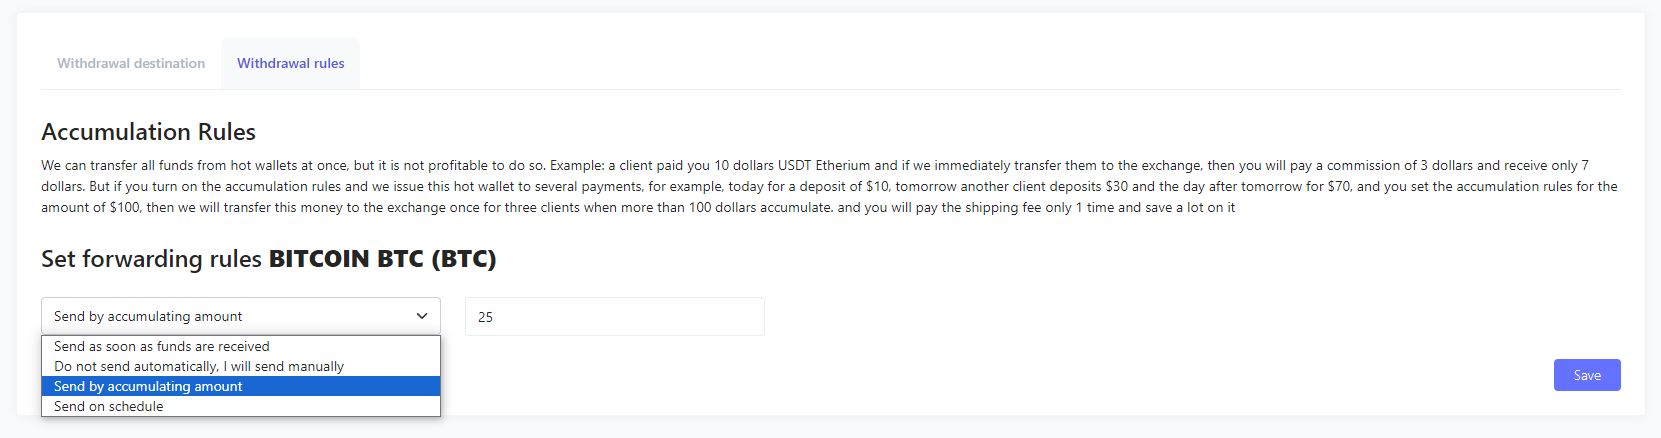 Withdrawal destination
Withdrawal rules
Accumulation Rules
We can transfer all funds from hot wallets at once, but it is not profitable to do so. Example: a client paid you 10 dollars USDT Etherium and if we immediately transfer them to the exchange, then you will pay a commission of 3 dollars and receive only 7
dollars. But if you turn on the accumulation rules and we issue this hot wallet to several payments, for example, today for a deposit of $10, tomorrow another client deposits $30 and the day after tomorrow for $70, and you set the accumulation rules for the
amount of $100, then we will transfer this money to the exchange once for three clients when more than 100 dollars accumulate. and you will pay the shipping fee only 1 time and save a lot on it
Set forwarding rules BITCOIN BTC (BTC)
Send by accumulating amount
25
Send as soon as funds are received
Do not send automatically, I will send manually
Send by accumulating amount
Send on schedule
Save